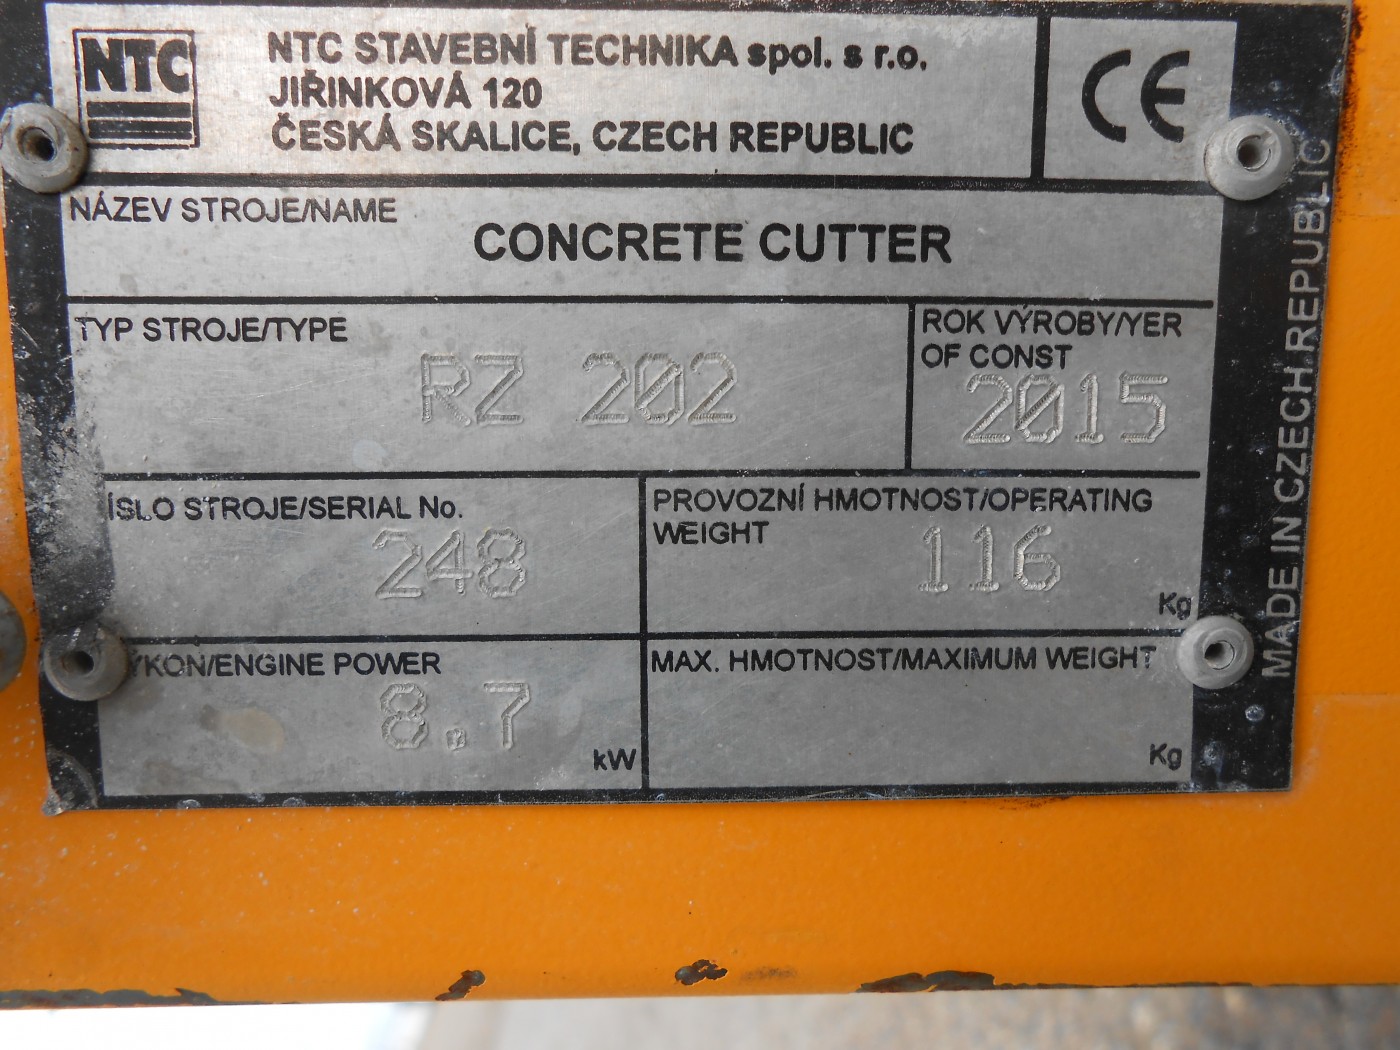 NTC
NTC STAVEBNÍ TECHNIKA spol. s r.o.
JIŘINKOVÁ 120
ČESKÁ SKALICE, CZECH REPUBLIC
CE
NÁZEV STROJE/NAME
CONCRETE CUTTER
TYP STROJE/TYPE
RZ 202
ROK VÝROBY/YER
OF CONST
2015
ÍSLO STROJE/SERIAL No.
248
PROVOZNÍ HMOTNOST/OPERATING
WEIGHT
116
Kg
ÝKON/ENGINE POWER
8.7
kW
MAX. HMOTNOST/MAXIMUM WEIGHT
Kg
MADE IN CZECH.REPUBLIC